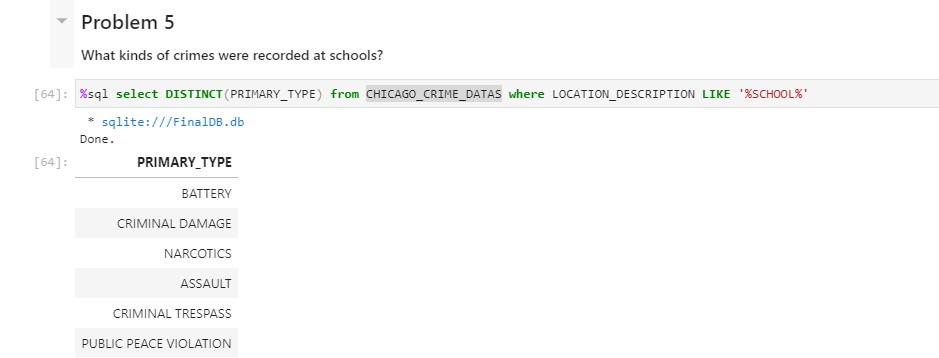 Problem 5
What kinds of crimes were recorded at schools?
[64]: %sql select DISTINCT(PRIMARY_TYPE) from CHICAGO_CRIME_DATAS where LOCATION_DESCRIPTION LIKE '%SCHOOL%'
* sqlite:///FinalDB.db
Done.
[64]: PRIMARY_TYPE
BATTERY
CRIMINAL DAMAGE
NARCOTICS
ASSAULT
CRIMINAL TRESPASS
PUBLIC PEACE VIOLATION